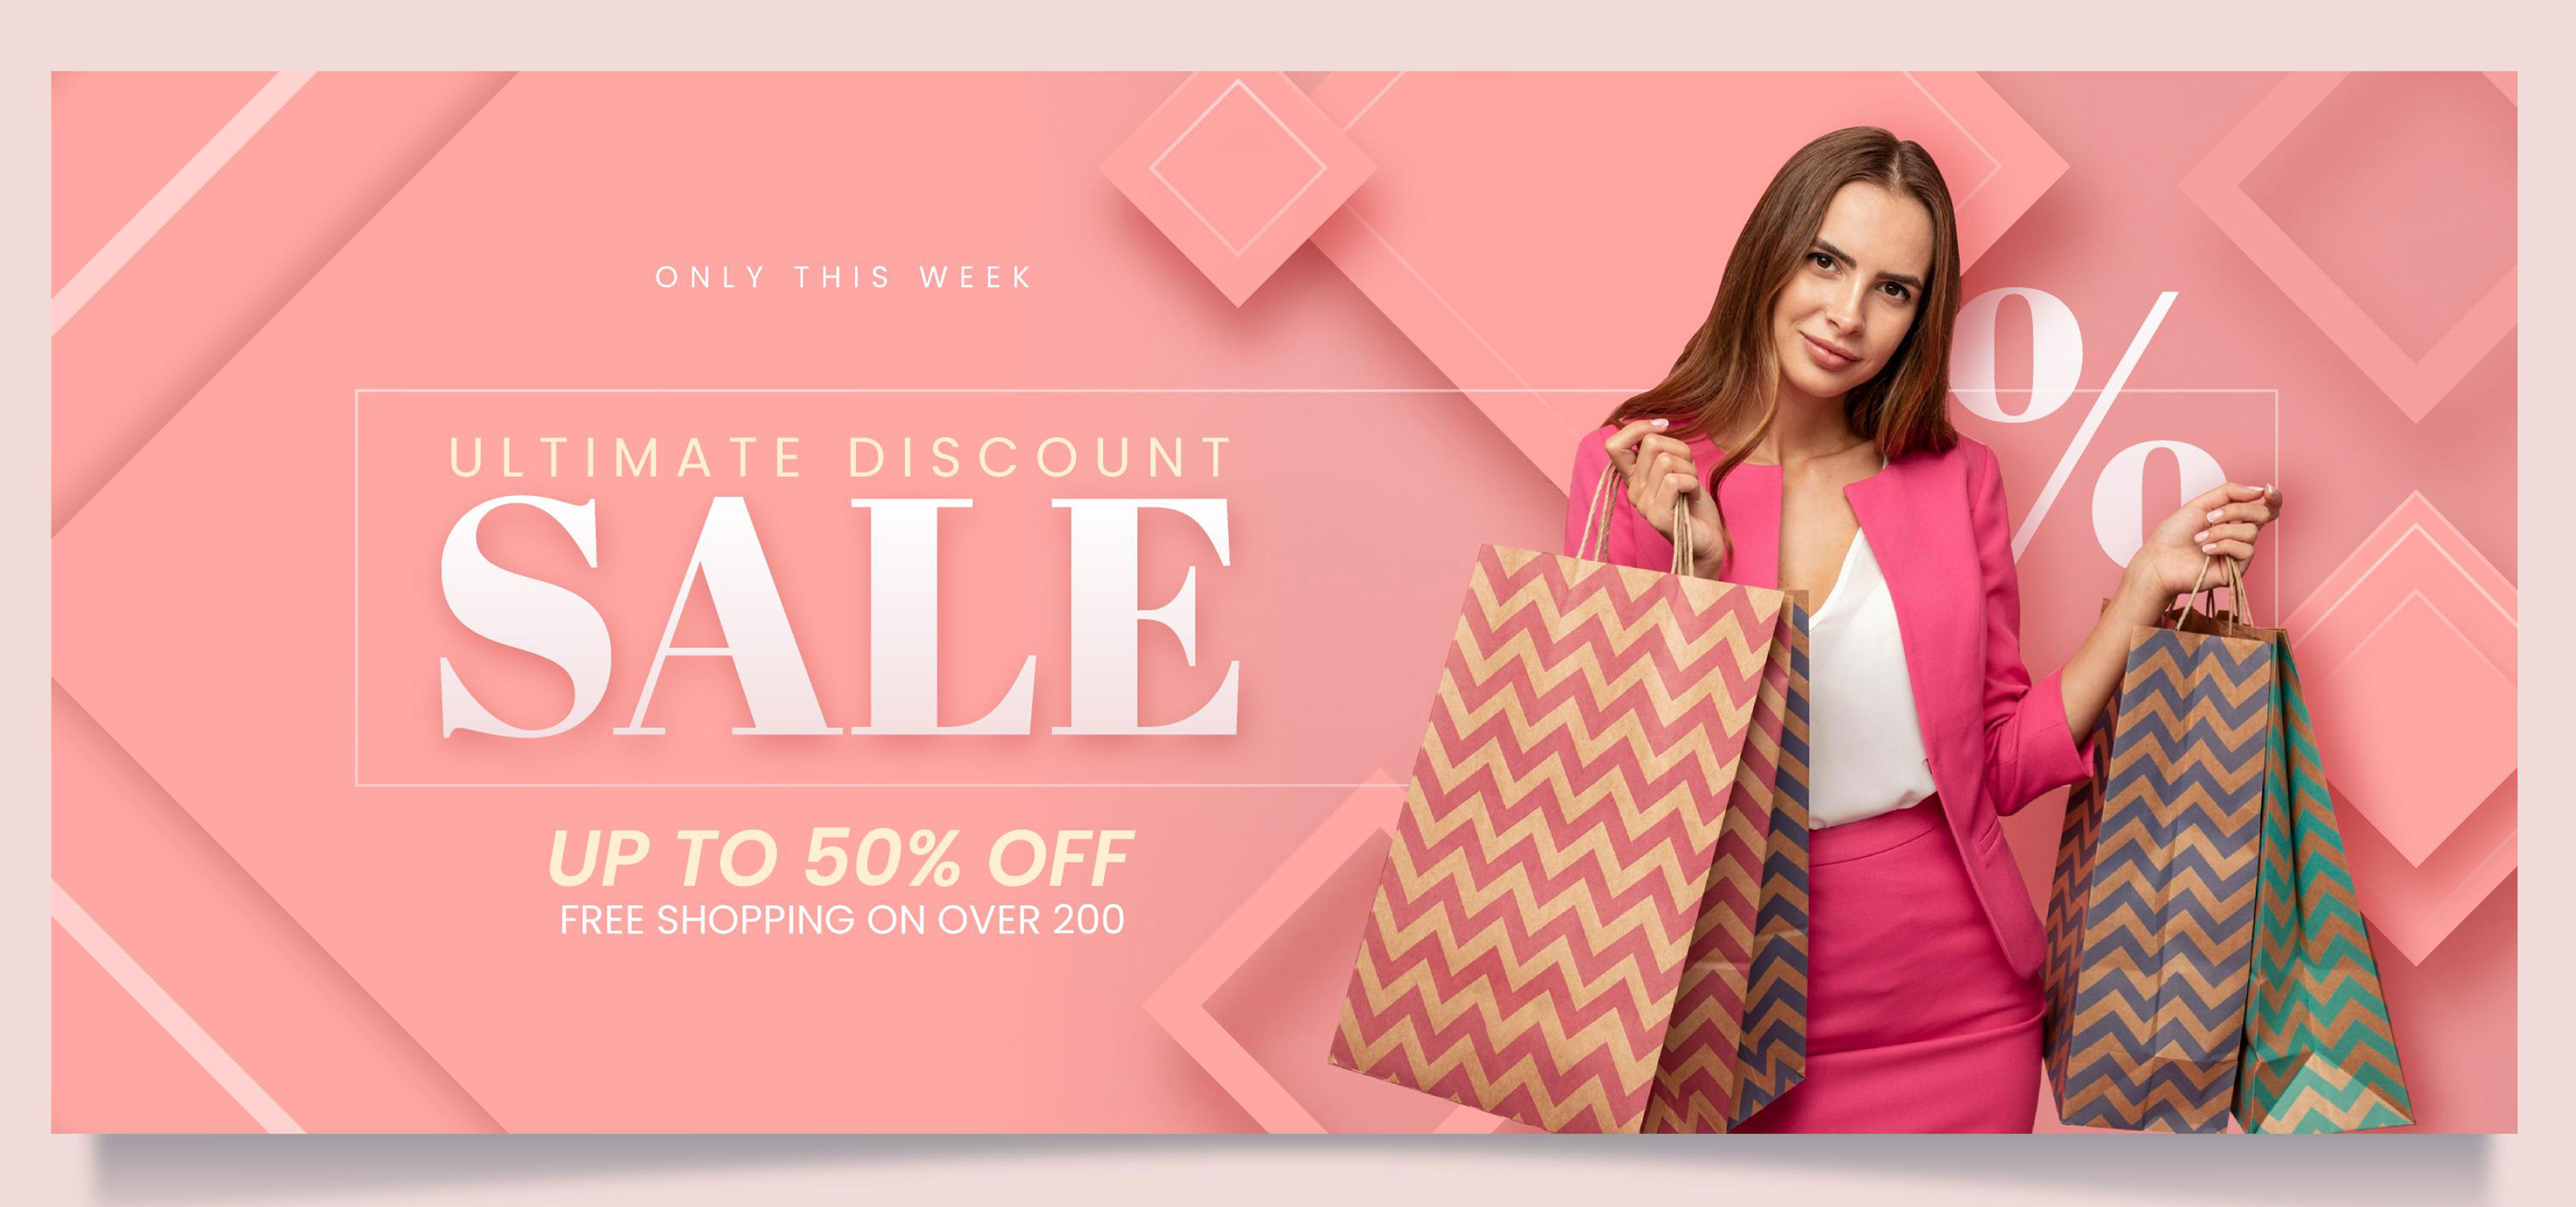 ONLY THIS WEEK
ULTIMATE DISCOUNT
SALE
%
UP TO 50% OFF
FREE SHOPPING ON OVER 200